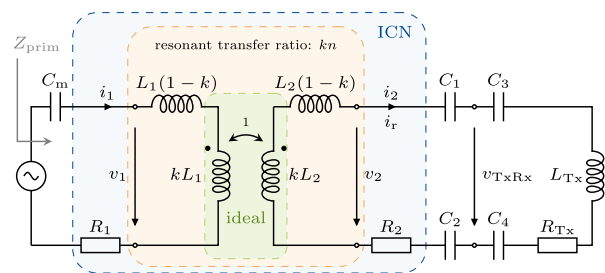 ICN
resonant transfer ratio: kn
Z_prim
C_m
i_1
L_1(1 − k)
L_2(1 − k)
i_2
i_r
C_1
C_3
1
v_1
kL_1
kL_2
v_2
v_TxRx
L_Tx
ideal
R_1
R_2
C_2
C_4
R_Tx